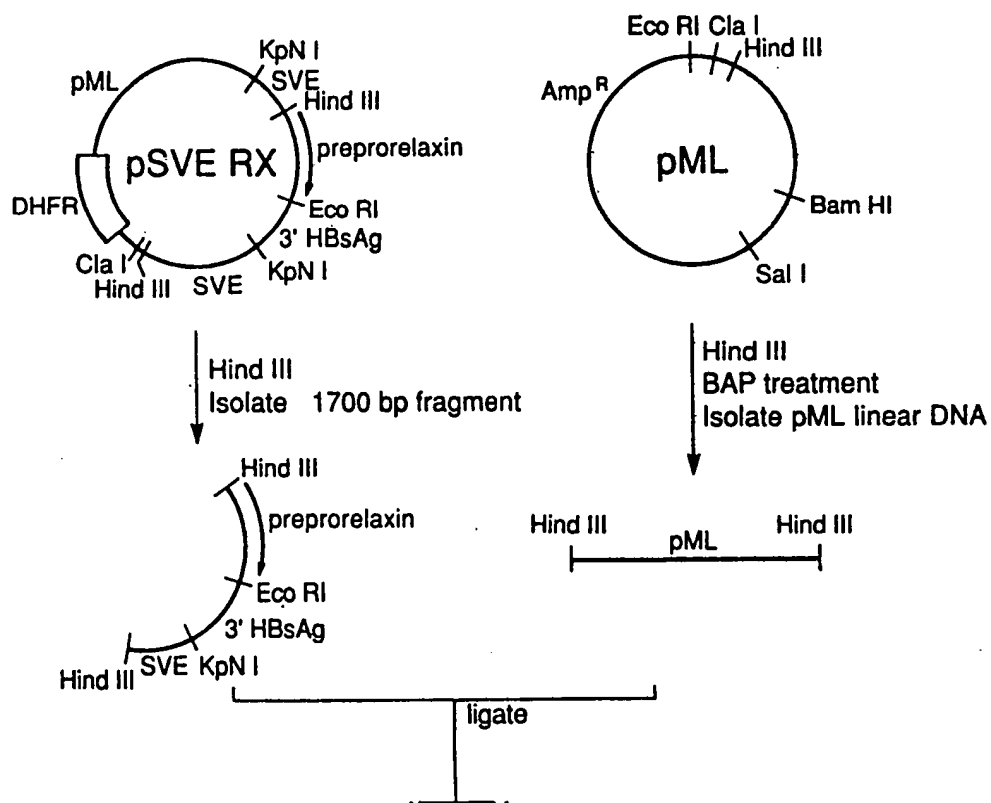 KpN I
SVE
Hind III
pML
preprorelaxin
pSVE RX
DHFR
Eco RI
3' HBsAg
KpN I
Cla I
Hind III
SVE
Eco RI
Cla I
Hind III
Amp R
pML
Bam HI
Sal I
Hind III
Isolate 1700 bp fragment
Hind III
BAP treatment
Isolate pML linear DNA
Hind III
preprorelaxin
Eco RI
3' HBsAg
KpN I
SVE
Hind III
Hind III
pML
Hind III
ligate